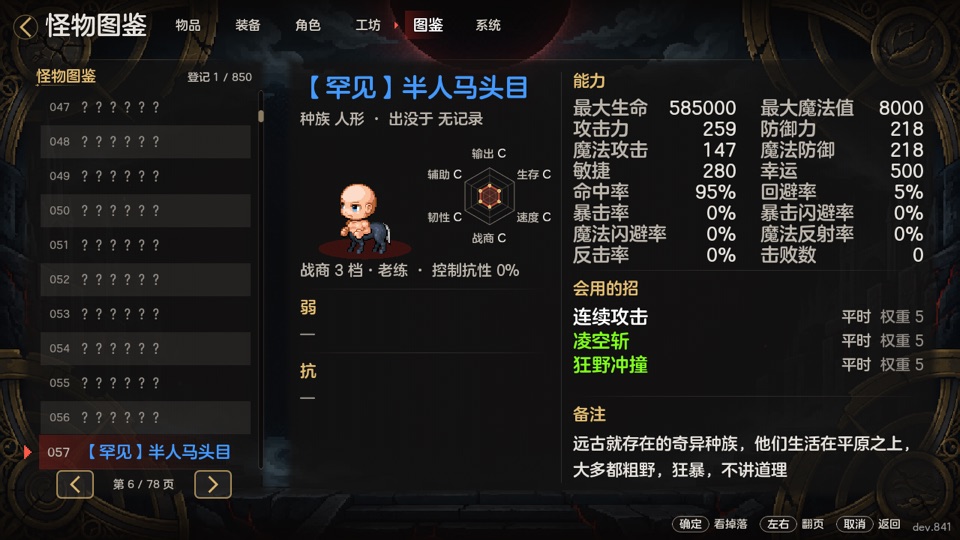 怪物图鉴 物品 装备 角色 工坊 图鉴 系统
怪物图鉴 登记 1 / 850
047 ? ? ? ? ? ?
048 ? ? ? ? ? ?
049 ? ? ? ? ? ?
050 ? ? ? ? ? ?
051 ? ? ? ? ? ?
052 ? ? ? ? ? ?
053 ? ? ? ? ? ?
054 ? ? ? ? ? ?
055 ? ? ? ? ? ?
056 ? ? ? ? ? ?
057 【罕见】半人马头目
第 6 / 78 页
【罕见】半人马头目
种族 人形 · 出没于 无记录
输出 C
辅助 C 生存 C
韧性 C 速度 C
战商 C
战商 3 档 · 老练 · 控制抗性 0%
弱
—
抗
—
能力
最大生命 585000 最大魔法值 8000
攻击力 259 防御力 218
魔法攻击 147 魔法防御 218
敏捷 280 幸运 500
命中率 95% 回避率 5%
暴击率 0% 暴击闪避率 0%
魔法闪避率 0% 魔法反射率 0%
反击率 0% 击败数 0
会用的招
连续攻击 平时 权重 5
凌空斩 平时 权重 5
狂野冲撞 平时 权重 5
备注
远古就存在的奇异种族，他们生活在平原之上，
大多都粗野，狂暴，不讲道理
确定 看掉落 左右 翻页 取消 返回 dev.841